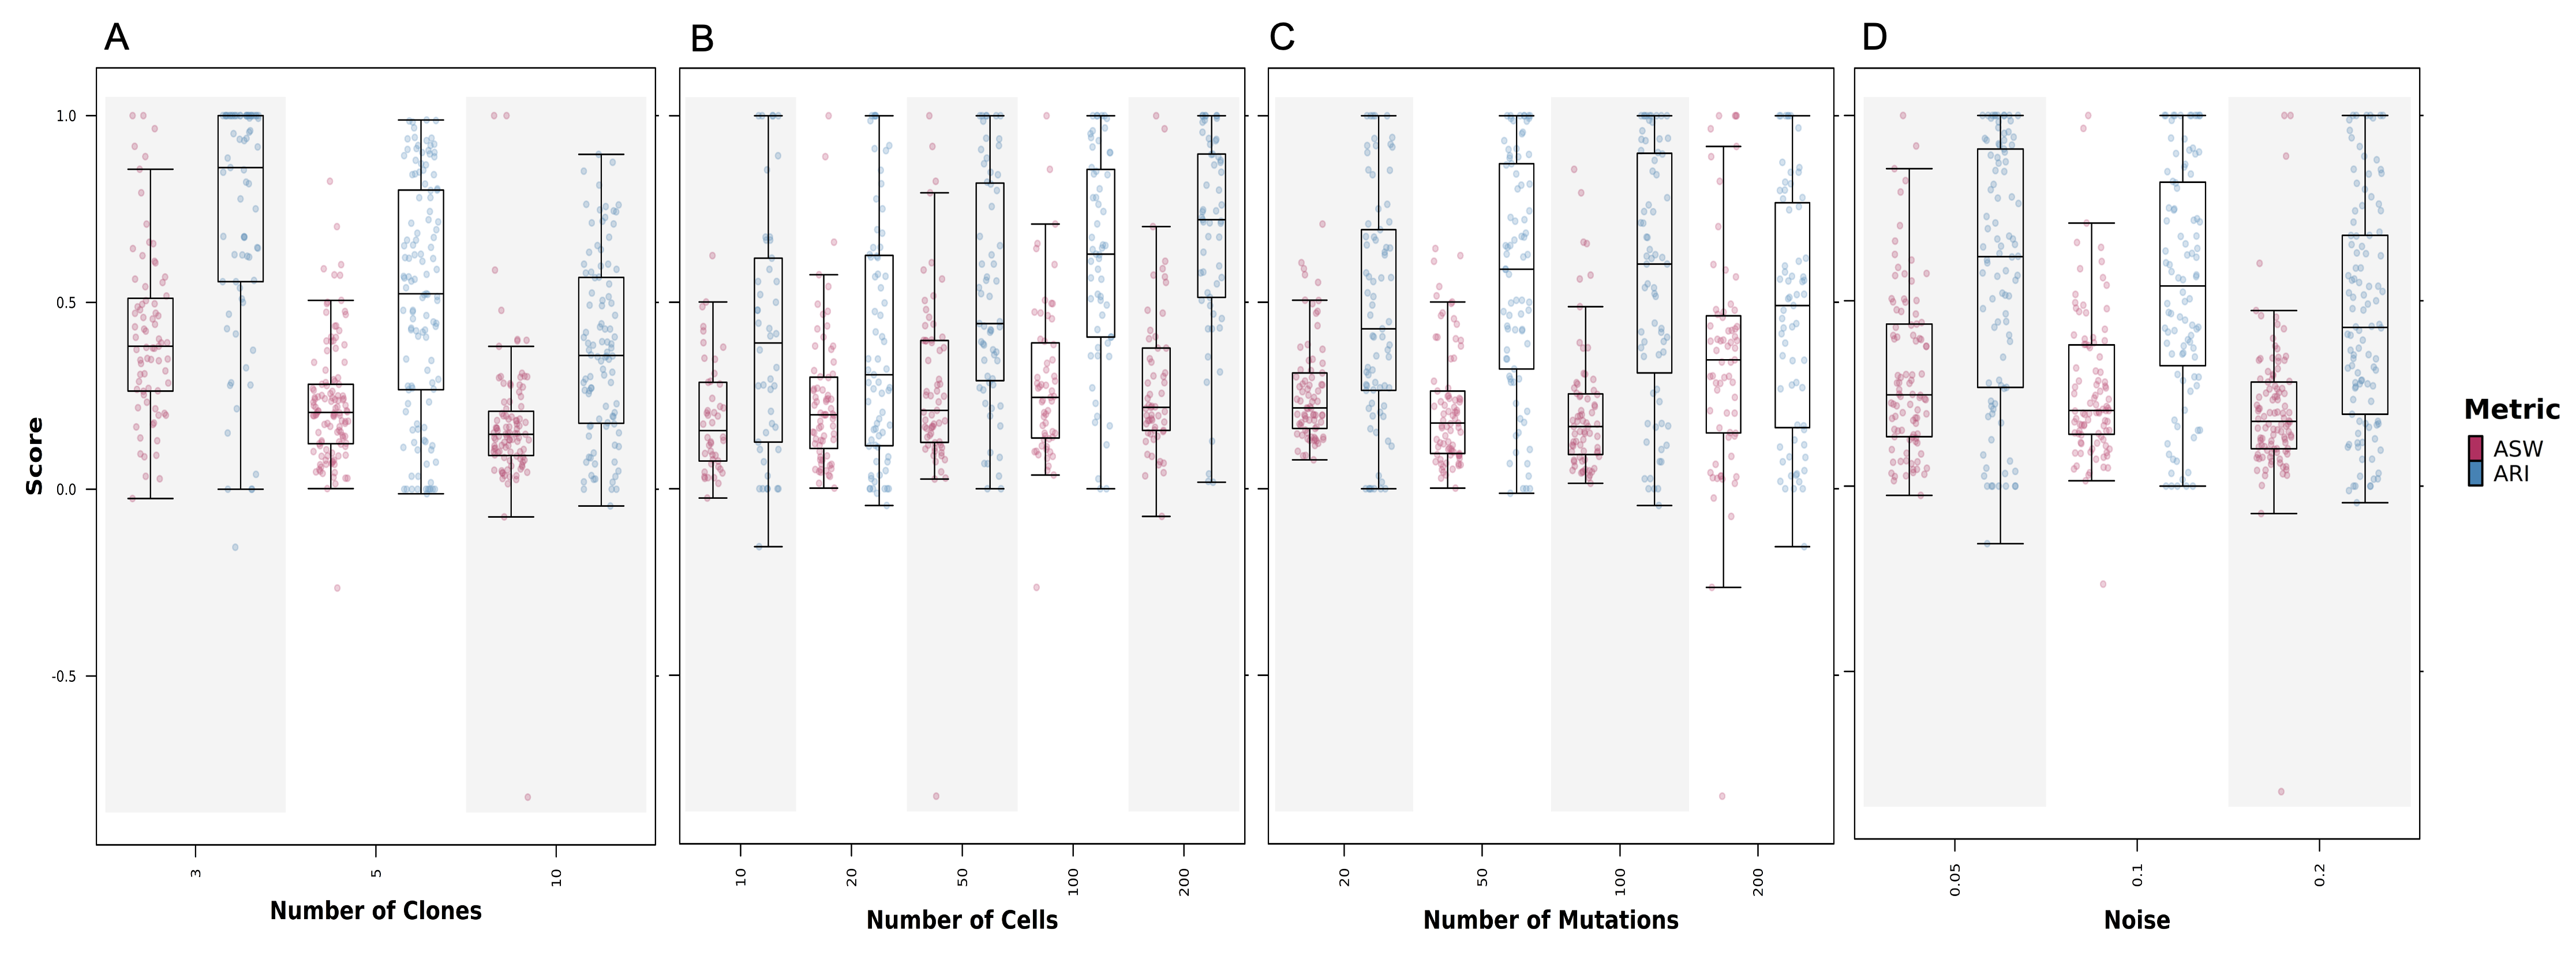 A
B
C
D
Score
1.0
0.5
0.0
-0.5
3
5
10
Number of Clones
10
20
50
100
200
Number of Cells
20
50
100
200
Number of Mutations
0.05
0.1
0.2
Noise
Metric
ASW
ARI